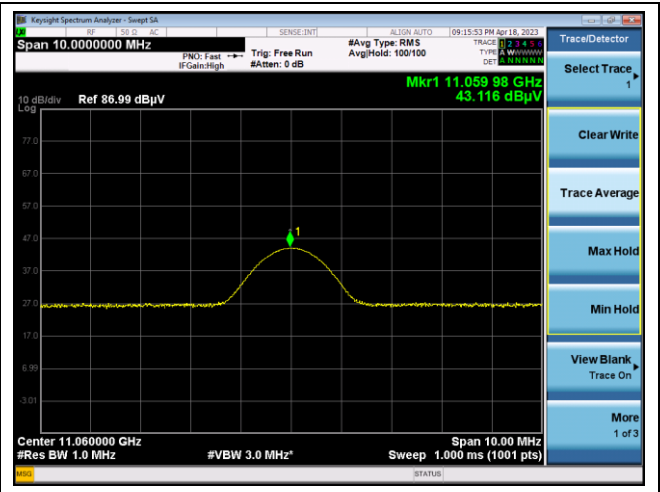 Keysight Spectrum Analyzer - Swept SA
LXI RF 50 Ω AC SENSE:INT ALIGN AUTO 09:15:53 PM Apr 18, 2023
Span 10.0000000 MHz
PNO: Fast
IFGain:High
Trig: Free Run
#Atten: 0 dB
#Avg Type: RMS
Avg|Hold: 100/100
TRACE 1 2 3 4 5 6
TYPE A WWWWW
DET A NNNNN
Mkr1 11.059 98 GHz
43.116 dBµV
10 dB/div Ref 86.99 dBµV
Log
77.0
67.0
57.0
47.0
37.0
27.0
17.0
6.99
-3.01
1
Center 11.060000 GHz Span 10.00 MHz
#Res BW 1.0 MHz #VBW 3.0 MHz* Sweep 1.000 ms (1001 pts)
MSG STATUS
Trace/Detector
Select Trace
1
Clear Write
Trace Average
Max Hold
Min Hold
View Blank
Trace On
More
1 of 3